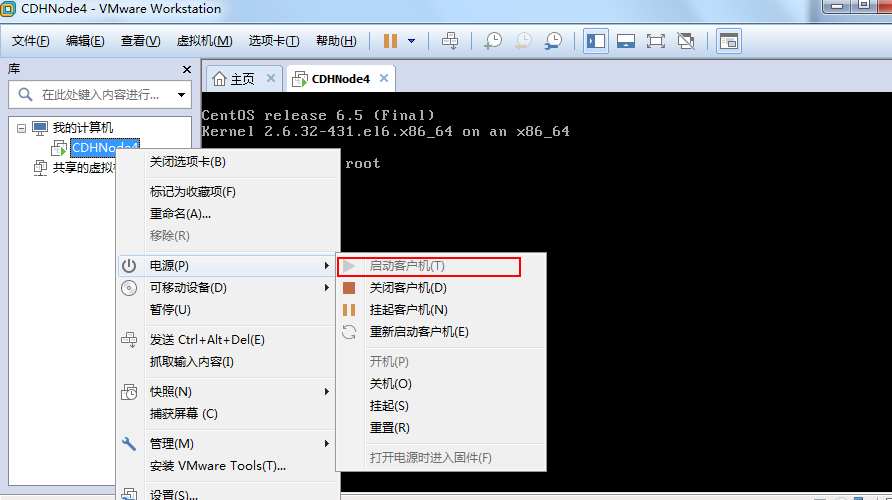 CDHNode4 - VMware Workstation
文件(F) 编辑(E) 查看(V) 虚拟机(M) 选项卡(T) 帮助(H)
库
在此处键入内容进行...
我的计算机
CDHNode4
共享的虚拟
主页 CDHNode4
CentOS release 6.5 (Final)
Kernel 2.6.32-431.el6.x86_64 on an x86_64
root
关闭选项卡(B)
标记为收藏项(F)
重命名(A)...
移除(R)
电源(P)
可移动设备(D)
暂停(U)
发送 Ctrl+Alt+Del(E)
抓取输入内容(I)
快照(N)
捕获屏幕 (C)
管理(M)
安装 VMware Tools(T)...
设置(S)...
启动客户机(T)
关闭客户机(D)
挂起客户机(N)
重新启动客户机(E)
开机(P)
关机(O)
挂起(S)
重置(R)
打开电源时进入固件(F)